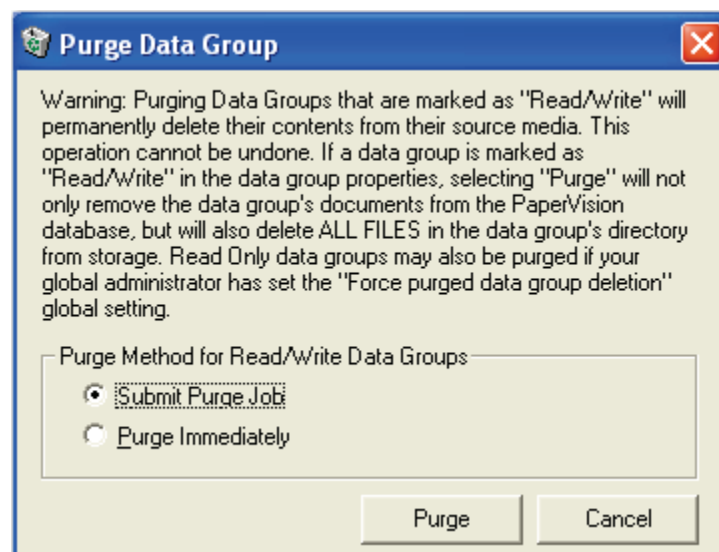 Purge Data Group
Warning: Purging Data Groups that are marked as "Read/Write" will
permanently delete their contents from their source media. This
operation cannot be undone. If a data group is marked as
"Read/Write" in the data group properties, selecting "Purge" will not
only remove the data group's documents from the PaperVision
database, but will also delete ALL FILES in the data group's directory
from storage. Read Only data groups may also be purged if your
global administrator has set the "Force purged data group deletion"
global setting.
Purge Method for Read/Write Data Groups
Submit Purge Job
Purge Immediately
Purge Cancel